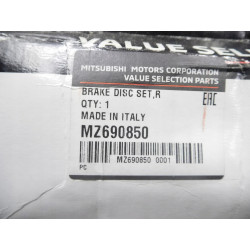 VALUE SEL
MITSUBISHI MOTORS CORPORATION
VALUE SELECTION PARTS
BRAKE DISC SET,R
EAC
QTY: 1
MADE IN ITALY
MZ690850
MZ690850 0001
PC